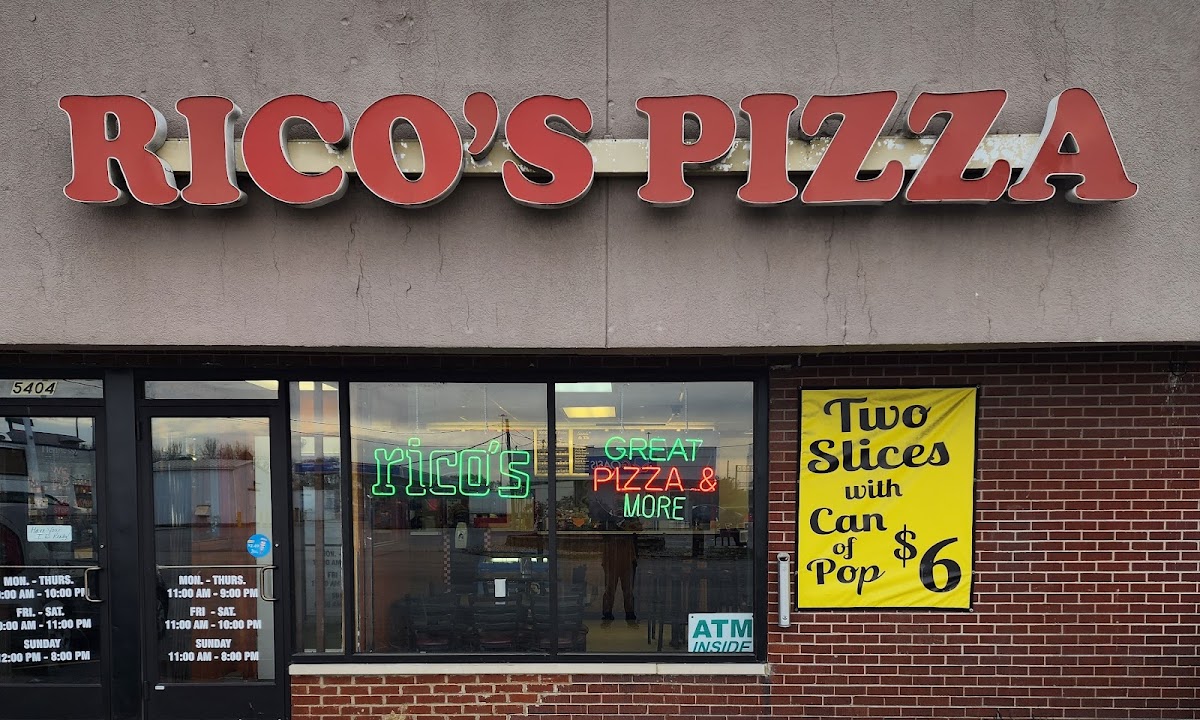 RICO'S PIZZA
5404
rico's
GREAT
PIZZA &
MORE
Two
Slices
with
Can
of
Pop
$6
MON. - THURS.
:00 AM - 10:00 PM
FRI. - SAT.
:00 AM - 11:00 PM
SUNDAY
12:00 PM - 8:00 PM
MON. - THURS.
11:00 AM - 9:00 PM
FRI - SAT.
11:00 AM - 10:00 PM
SUNDAY
11:00 AM - 8:00 PM
ATM
INSIDE